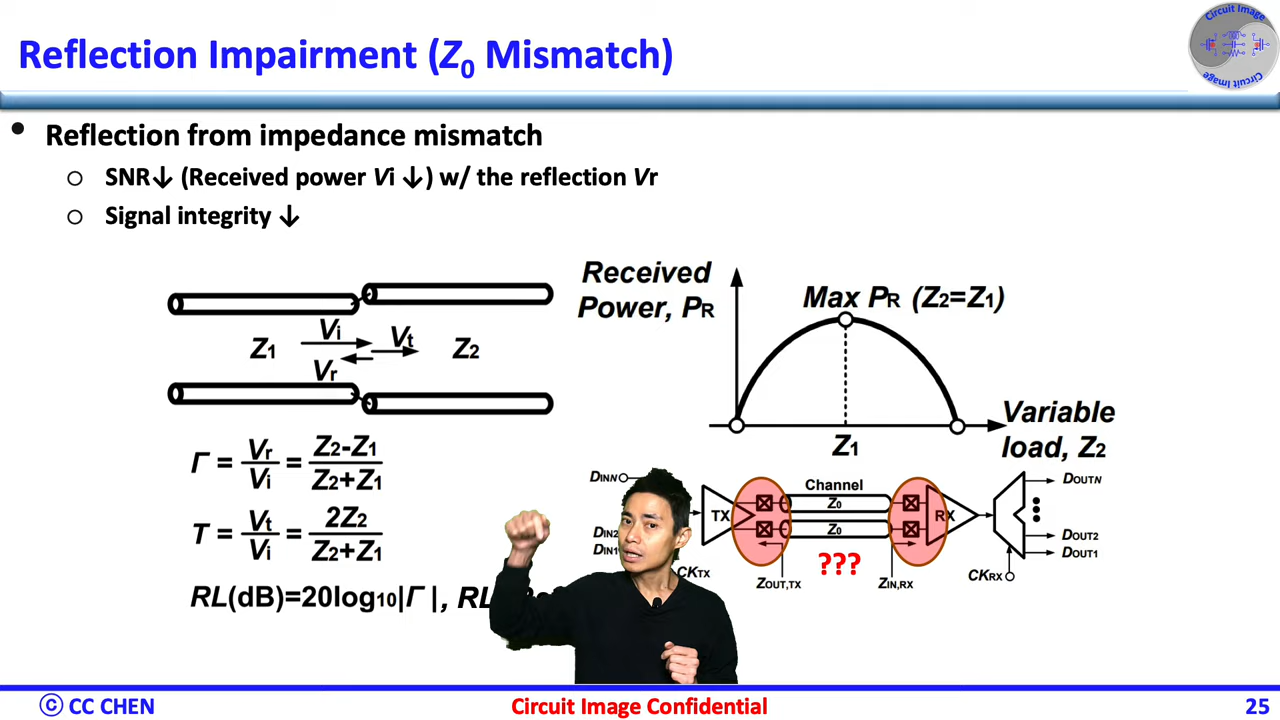 Reflection Impairment (Z0 Mismatch)
Circuit Image
Circuit Image
• Reflection from impedance mismatch
○ SNR↓ (Received power Vi ↓) w/ the reflection Vr
○ Signal integrity ↓
Z1
Vi
Vt
Vr
Z2
Γ = Vr/Vi = Z2-Z1/Z2+Z1
T = Vt/Vi = 2Z2/Z2+Z1
RL(dB)=20log10|Γ|, RL
Received
Power, PR
Max PR (Z2=Z1)
Z1
Variable
load, Z2
DINN
DIN2
DIN1
CKTX
TX
Channel
Z0
Z0
???
ZOUT,TX
ZIN,RX
RX
CKRX
DOUTN
DOUT2
DOUT1
ⓒ CC CHEN
Circuit Image Confidential
25